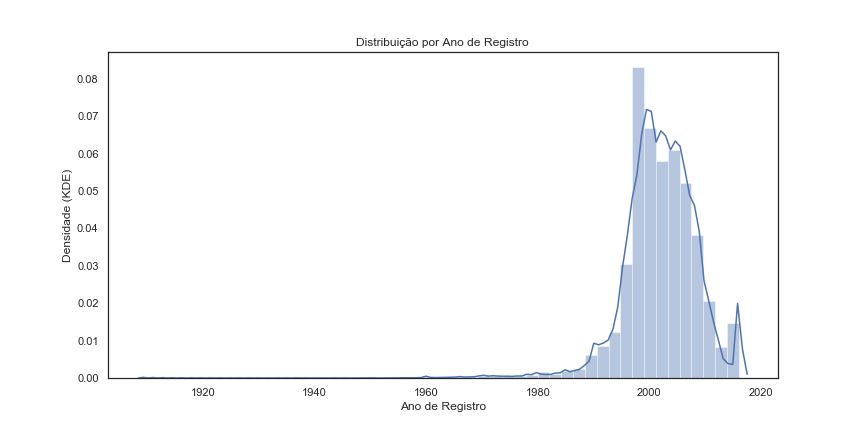 Distribuição por Ano de Registro
Densidade (KDE)
0.08
0.07
0.06
0.05
0.04
0.03
0.02
0.01
0.00
1920 1940 1960 1980 2000 2020
Ano de Registro